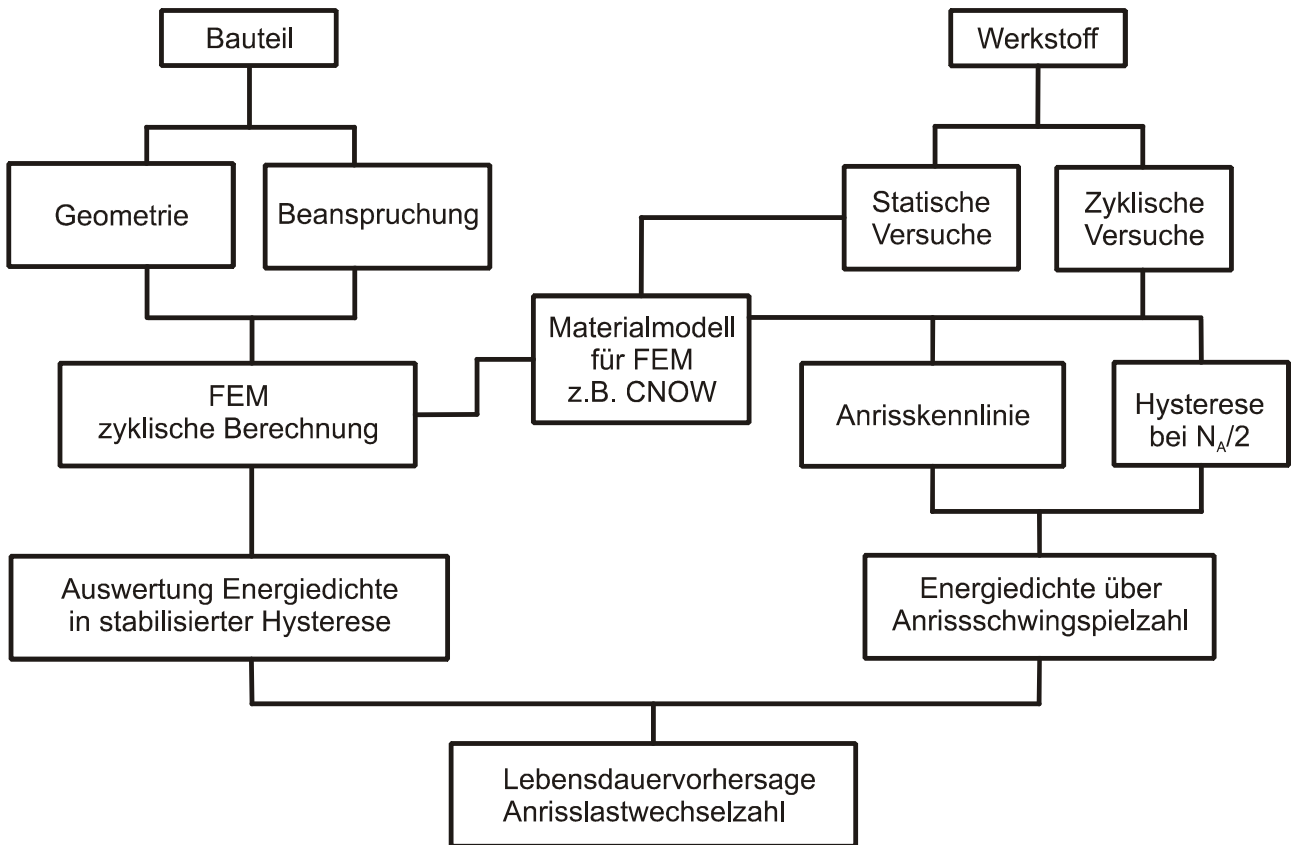 Bauteil
Werkstoff
Geometrie
Beanspruchung
Statische
Versuche
Zyklische
Versuche
Materialmodell
für FEM
z.B. CNOW
FEM
zyklische Berechnung
Anrisskennlinie
Hysterese
bei N_A/2
Auswertung Energiedichte
in stabilisierter Hysterese
Energiedichte über
Anrissschwingspielzahl
Lebensdauervorhersage
Anrisslastwechselzahl